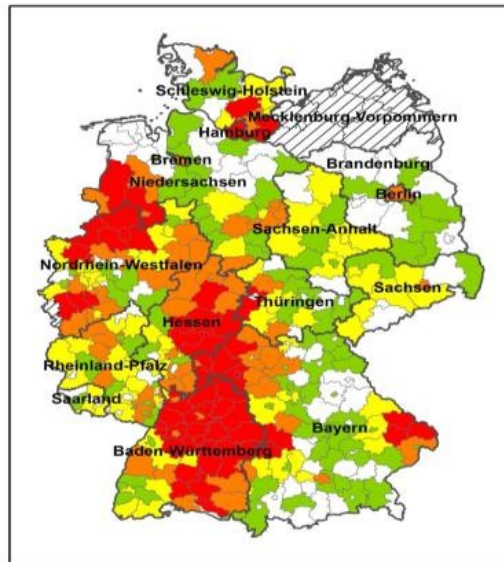 Schleswig-Holstein
Mecklenburg-Vorpommern
Hamburg
Bremen
Brandenburg
Niedersachsen
Berlin
Sachsen-Anhalt
Nordrhein-Westfalen
Sachsen
Thüringen
Hessen
Rheinland-Pfalz
Saarland
Bayern
Baden-Württemberg